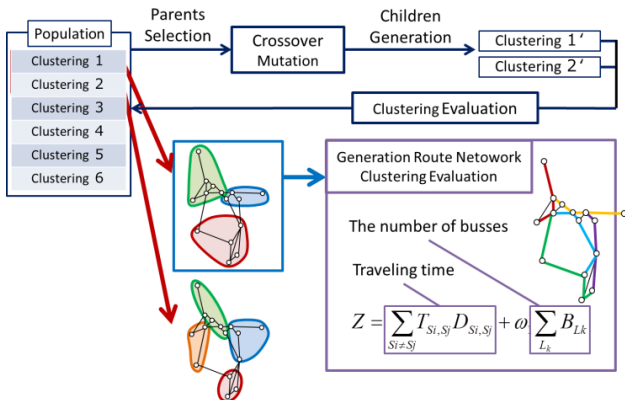 Population
Clustering 1
Clustering 2
Clustering 3
Clustering 4
Clustering 5
Clustering 6
Parents
Selection
Crossover
Mutation
Children
Generation
Clustering 1‘
Clustering 2‘
Clustering Evaluation
Generation Route Netowork
Clustering Evaluation
The number of busses
Traveling time
Z = ∑_{Si≠Sj} T_{Si,Sj} D_{Si,Sj} + ω ∑_{L_k} B_{Lk}